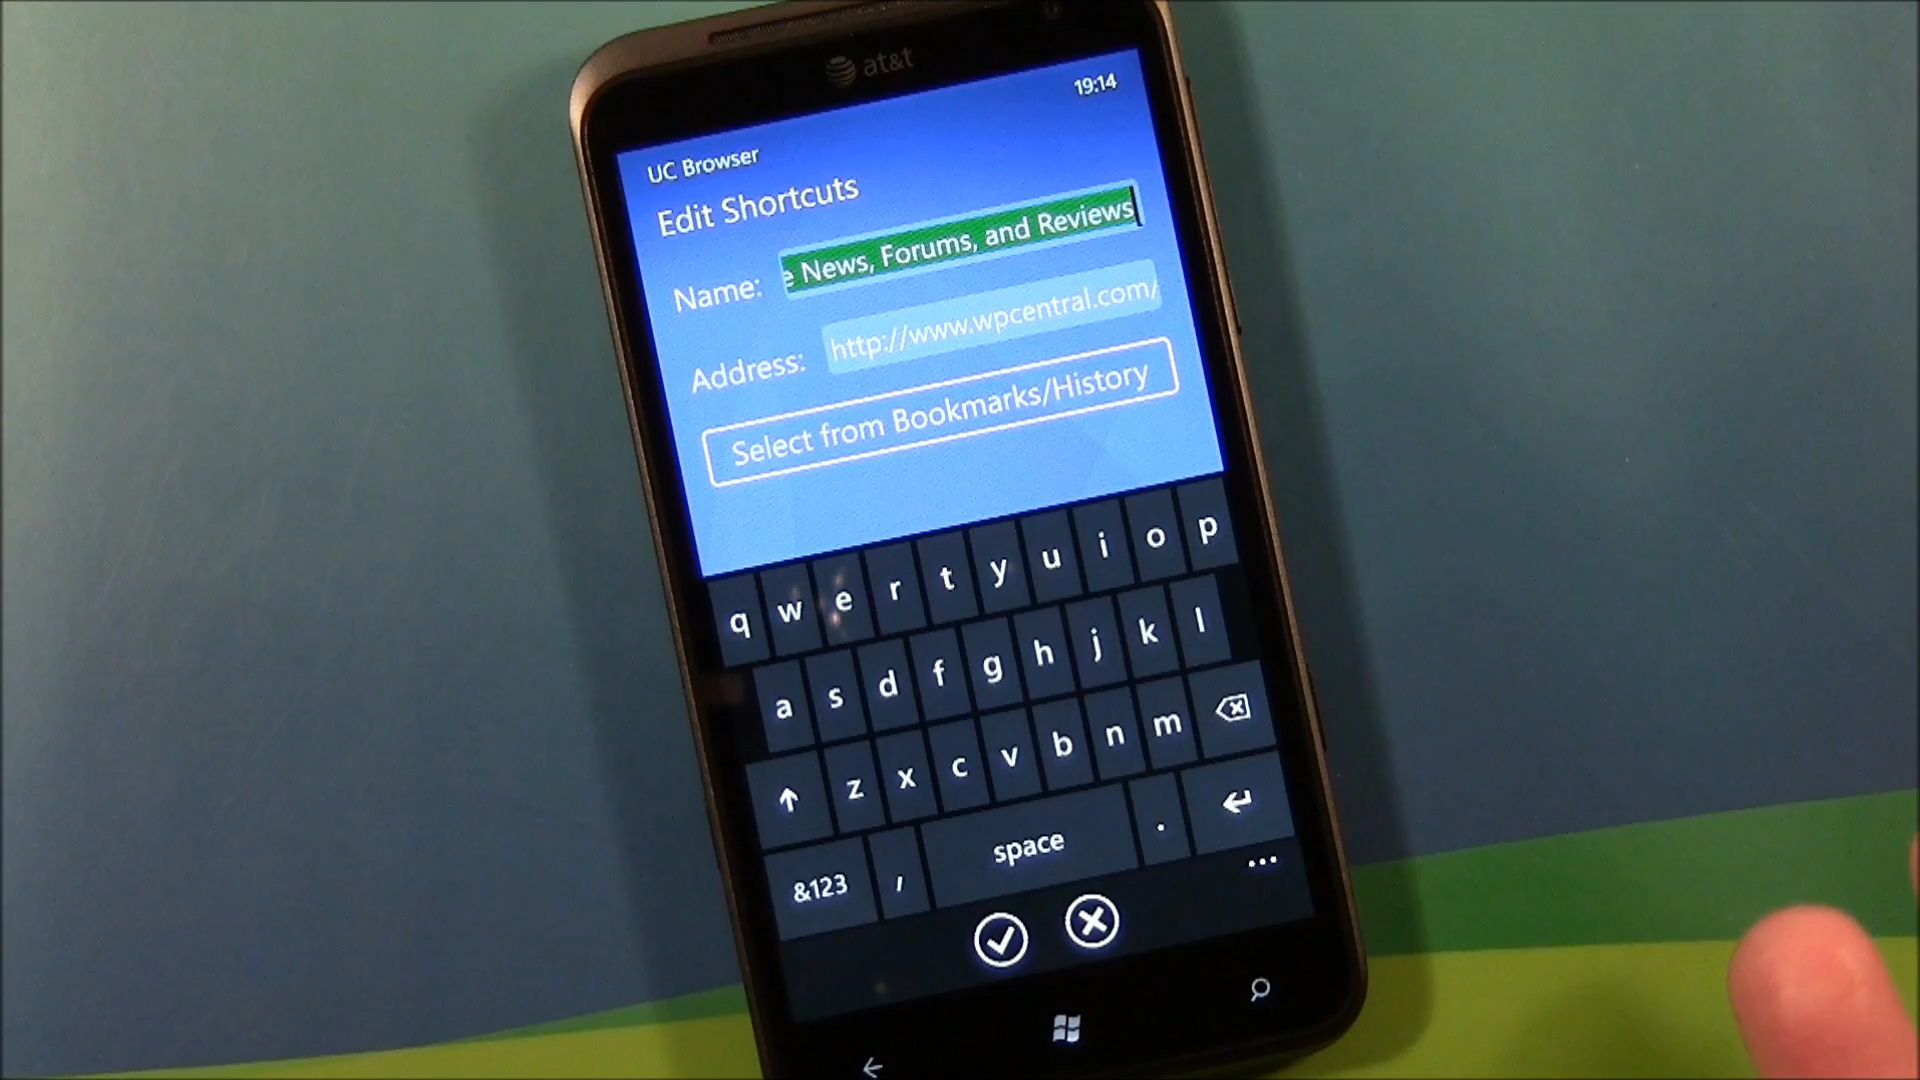 at&t
19:14
UC Browser
Edit Shortcuts
Name: e News, Forums, and Reviews
Address: http://www.wpcentral.com/
Select from Bookmarks/History
q w e r t y u i o p
a s d f g h j k l
z x c v b n m
&123 , space .
...